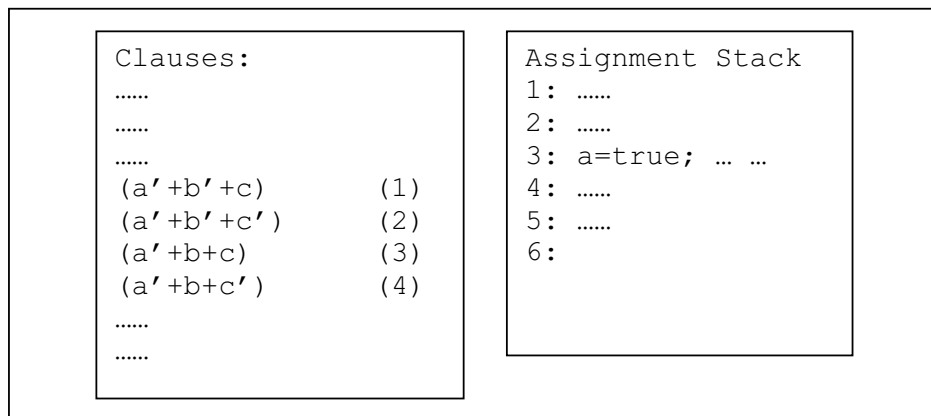 Clauses:
……
……
……
(a′+b′+c) (1)
(a′+b′+c′) (2)
(a′+b+c) (3)
(a′+b+c′) (4)
……
……
Assignment Stack
1: ……
2: ……
3: a=true; … …
4: ……
5: ……
6: